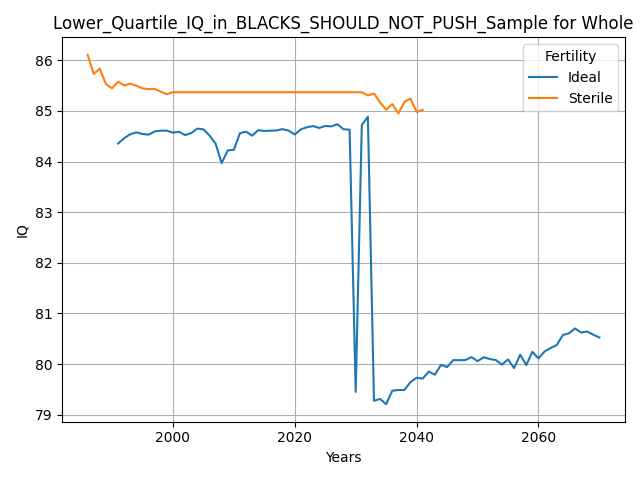 Lower_Quartile_IQ_in_BLACKS_SHOULD_NOT_PUSH_Sample for Whole
86
85
84
83
82
81
80
79
IQ
2000
2020
2040
2060
Years
Fertility
Ideal
Sterile